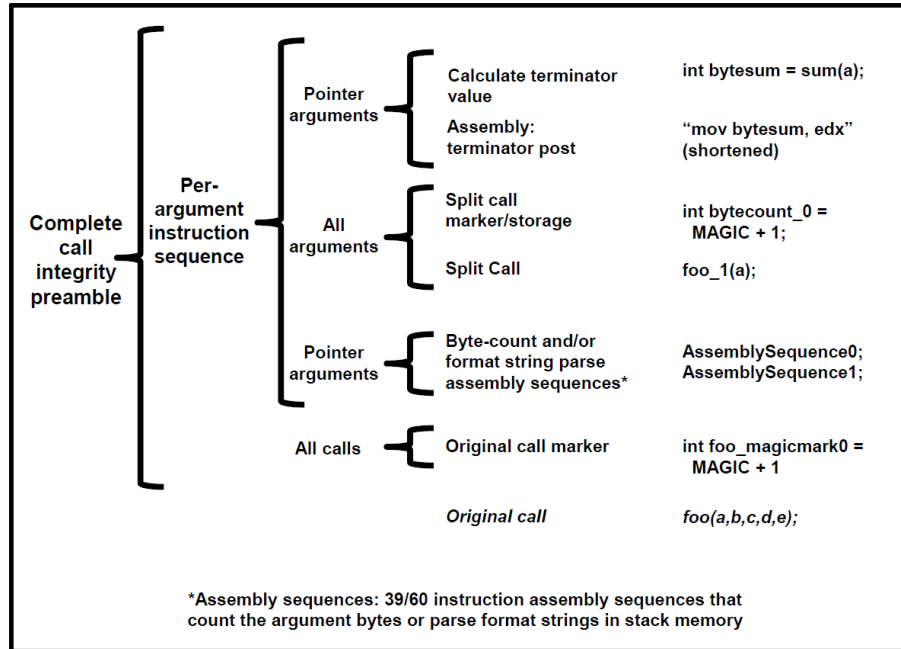 Complete
call
integrity
preamble
Per-
argument
instruction
sequence
Pointer
arguments
Calculate terminator
value
int bytesum = sum(a);
Assembly:
terminator post
“mov bytesum, edx”
(shortened)
All
arguments
Split call
marker/storage
int bytecount_0 =
MAGIC + 1;
Split Call
foo_1(a);
Pointer
arguments
Byte-count and/or
format string parse
assembly sequences*
AssemblySequence0;
AssemblySequence1;
All calls
Original call marker
int foo_magicmark0 =
MAGIC + 1
Original call
foo(a,b,c,d,e);
*Assembly sequences: 39/60 instruction assembly sequences that
count the argument bytes or parse format strings in stack memory